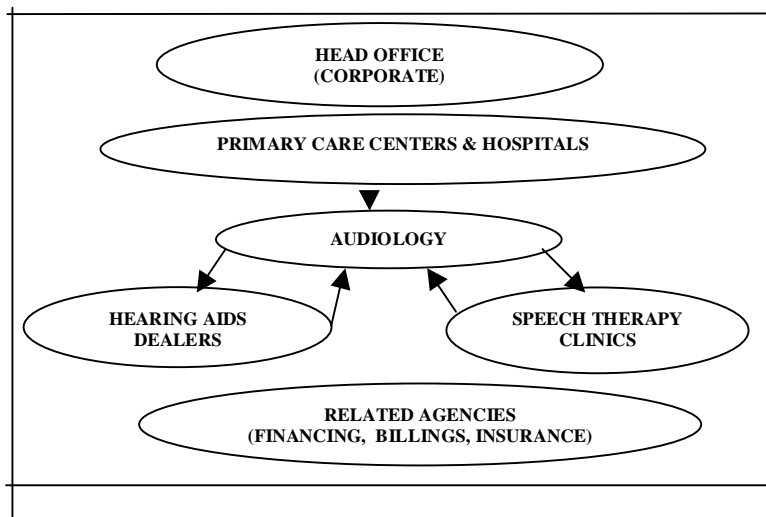 HEAD OFFICE
(CORPORATE)
PRIMARY CARE CENTERS & HOSPITALS
AUDIOLOGY
HEARING AIDS
DEALERS
SPEECH THERAPY
CLINICS
RELATED AGENCIES
(FINANCING, BILLINGS, INSURANCE)